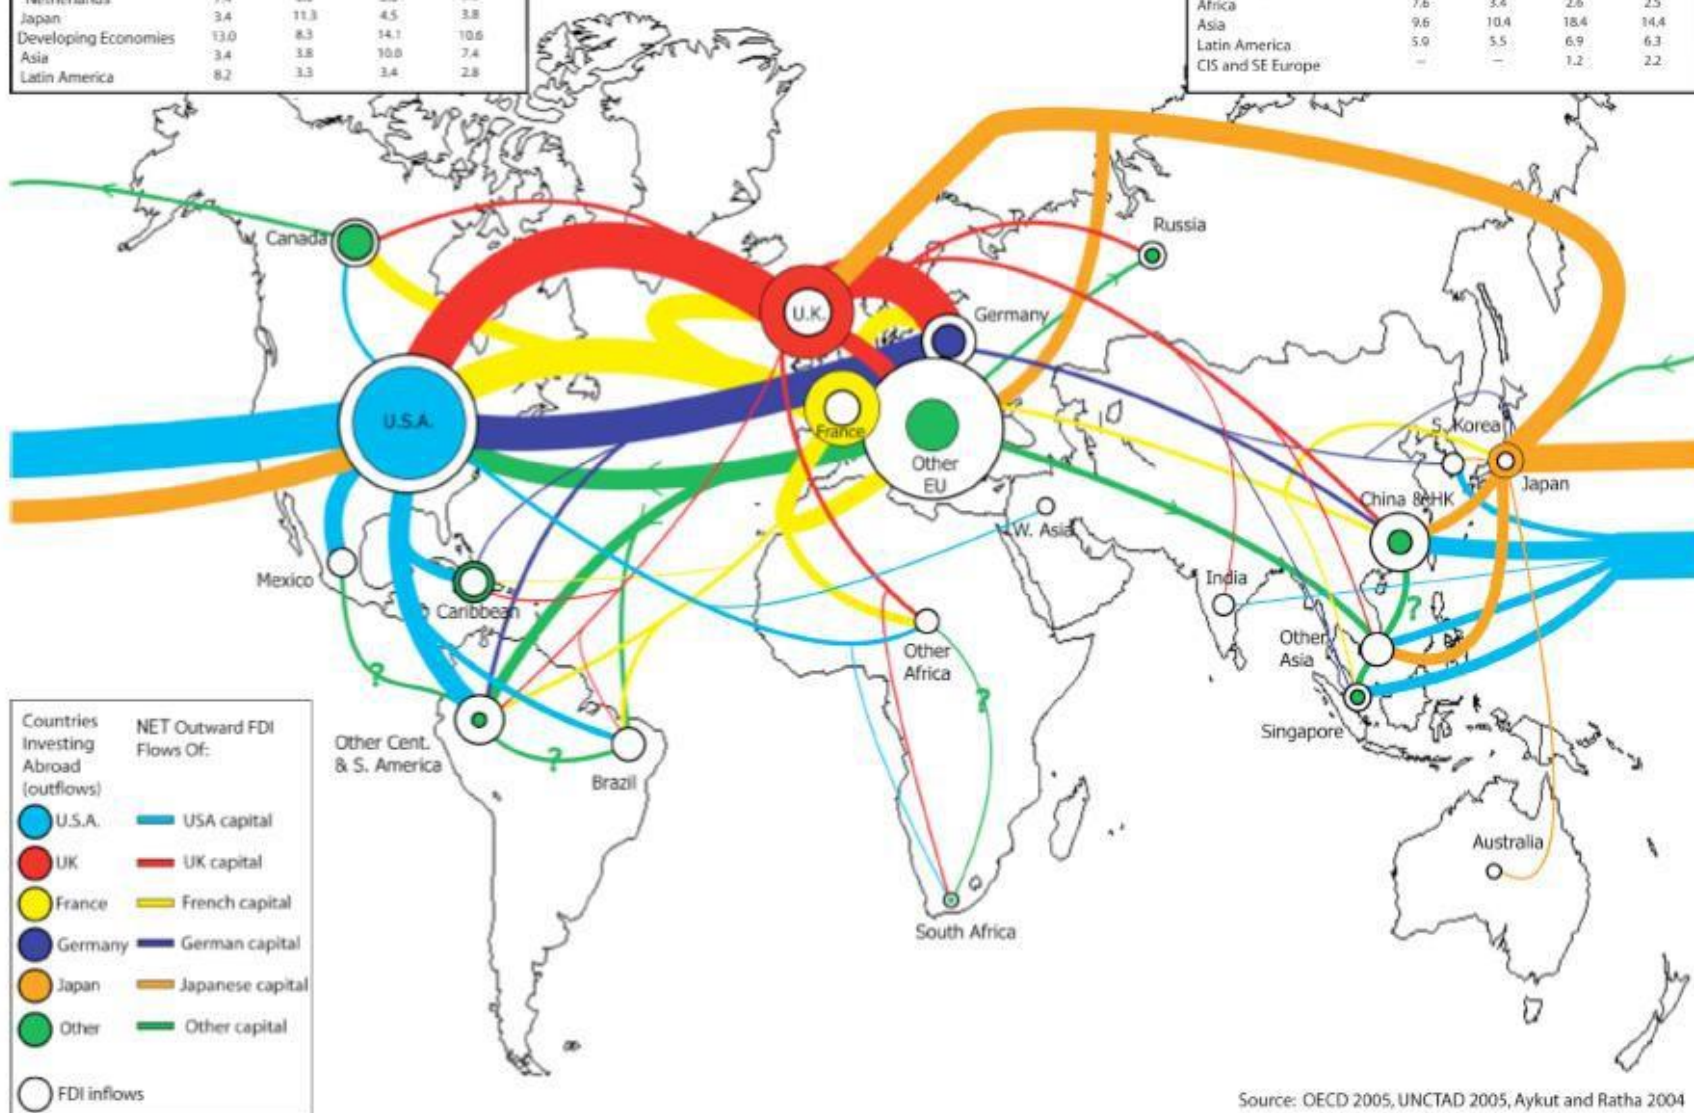 Netherlands
Japan 3.4 11.3 4.5 3.8
Developing Economies 13.0 8.3 14.1 10.6
Asia 3.4 3.8 10.0 7.4
Latin America 8.2 3.3 3.4 2.8
Africa 7.6 3.4 2.6 2.5
Asia 9.6 10.4 18.4 14.4
Latin America 5.9 5.5 6.9 6.3
CIS and SE Europe – – 1.2 2.2
Canada
Russia
U.K.
Germany
U.S.A.
France
Other
EU
S. Korea
Japan
China & HK
W. Asia
Mexico
Caribbean
India
?
Other
Africa
Other
Asia
?
?
Singapore
Other Cent.
& S. America
?
Brazil
Australia
South Africa
Countries
Investing
Abroad
(outflows)
NET Outward FDI
Flows Of:
U.S.A. USA capital
UK UK capital
France French capital
Germany German capital
Japan Japanese capital
Other Other capital
FDI inflows
Source: OECD 2005, UNCTAD 2005, Aykut and Ratha 2004